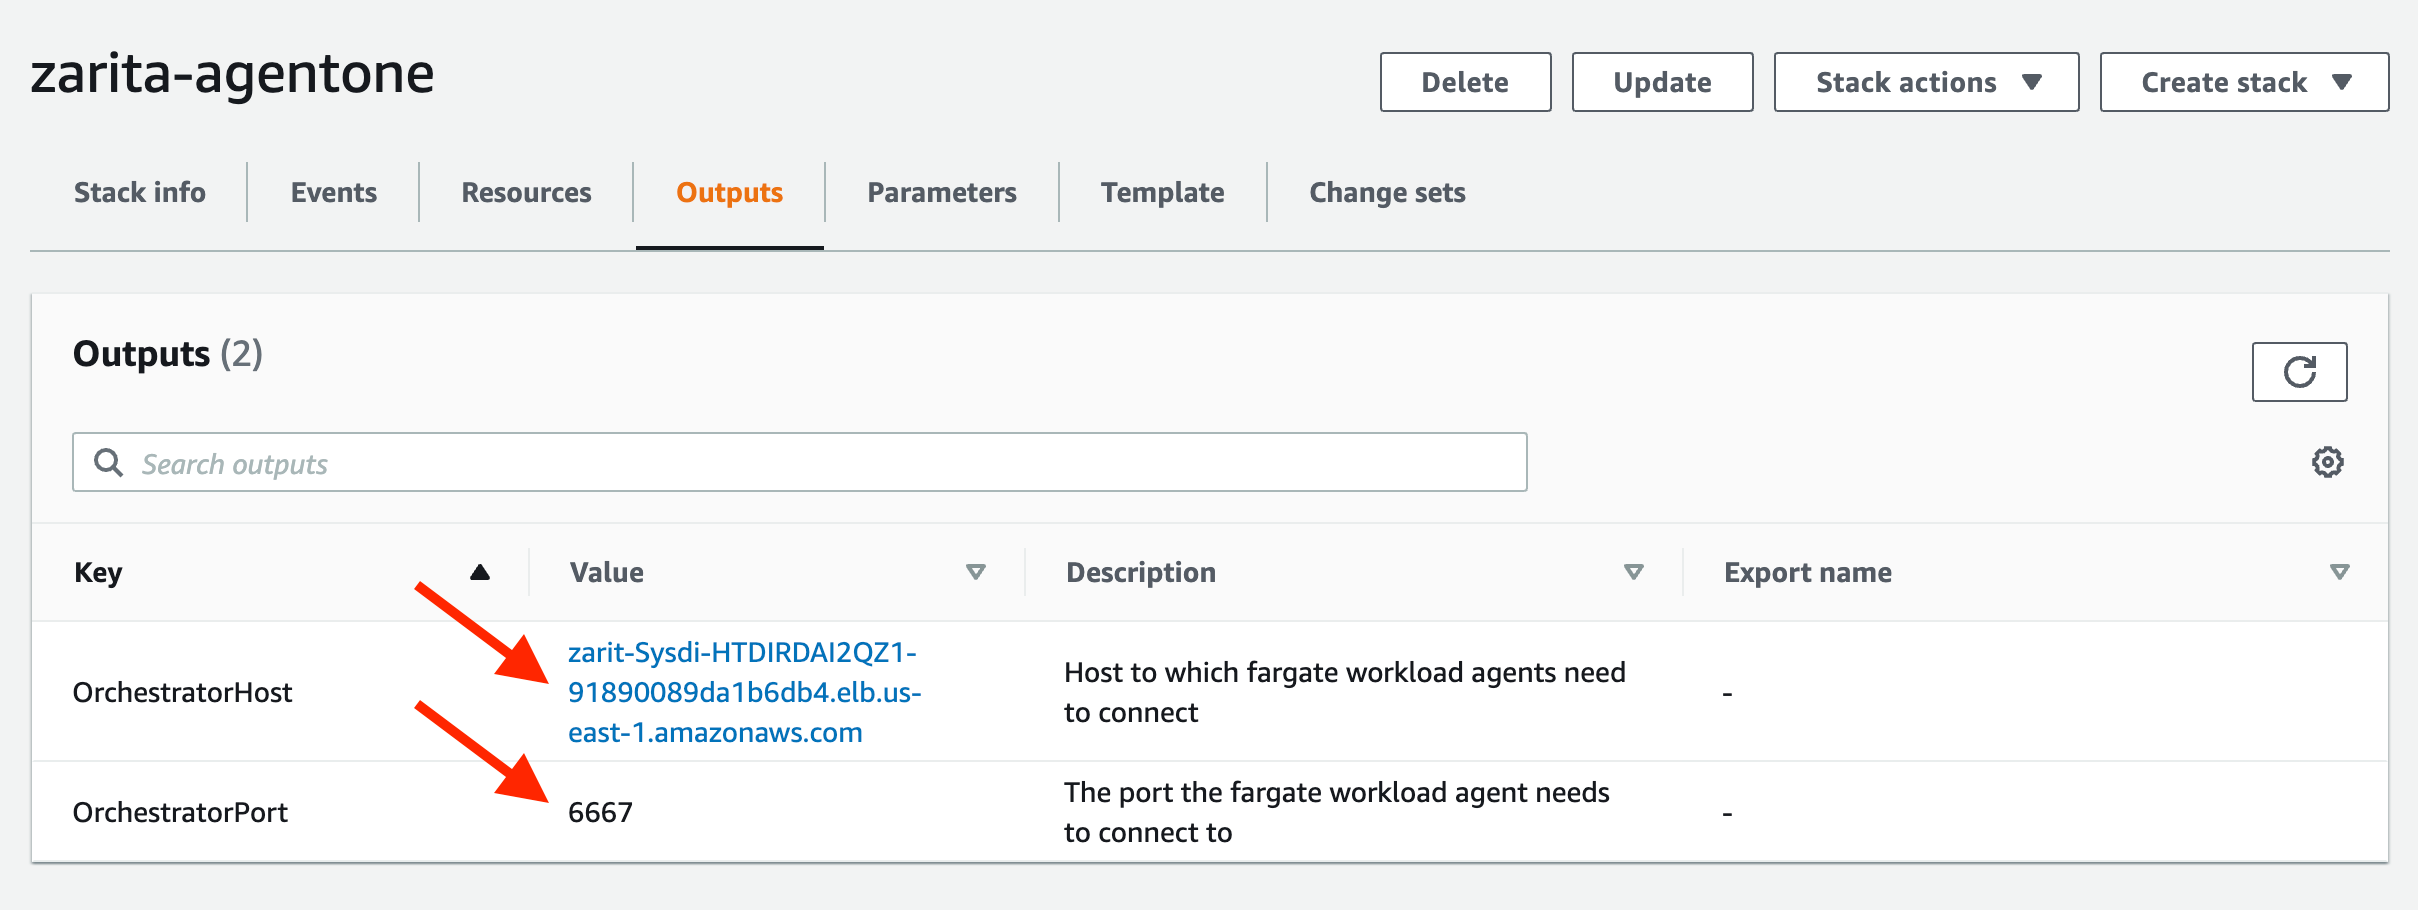 zarita-agentone
Delete
Update
Stack actions
Create stack
Stack info
Events
Resources
Outputs
Parameters
Template
Change sets
Outputs (2)
Search outputs
Key
Value
Description
Export name
OrchestratorHost
zarit-Sysdi-HTDIRDAI2QZ1-
91890089da1b6db4.elb.us-
east-1.amazonaws.com
Host to which fargate workload agents need
to connect
-
OrchestratorPort
6667
The port the fargate workload agent needs
to connect to
-